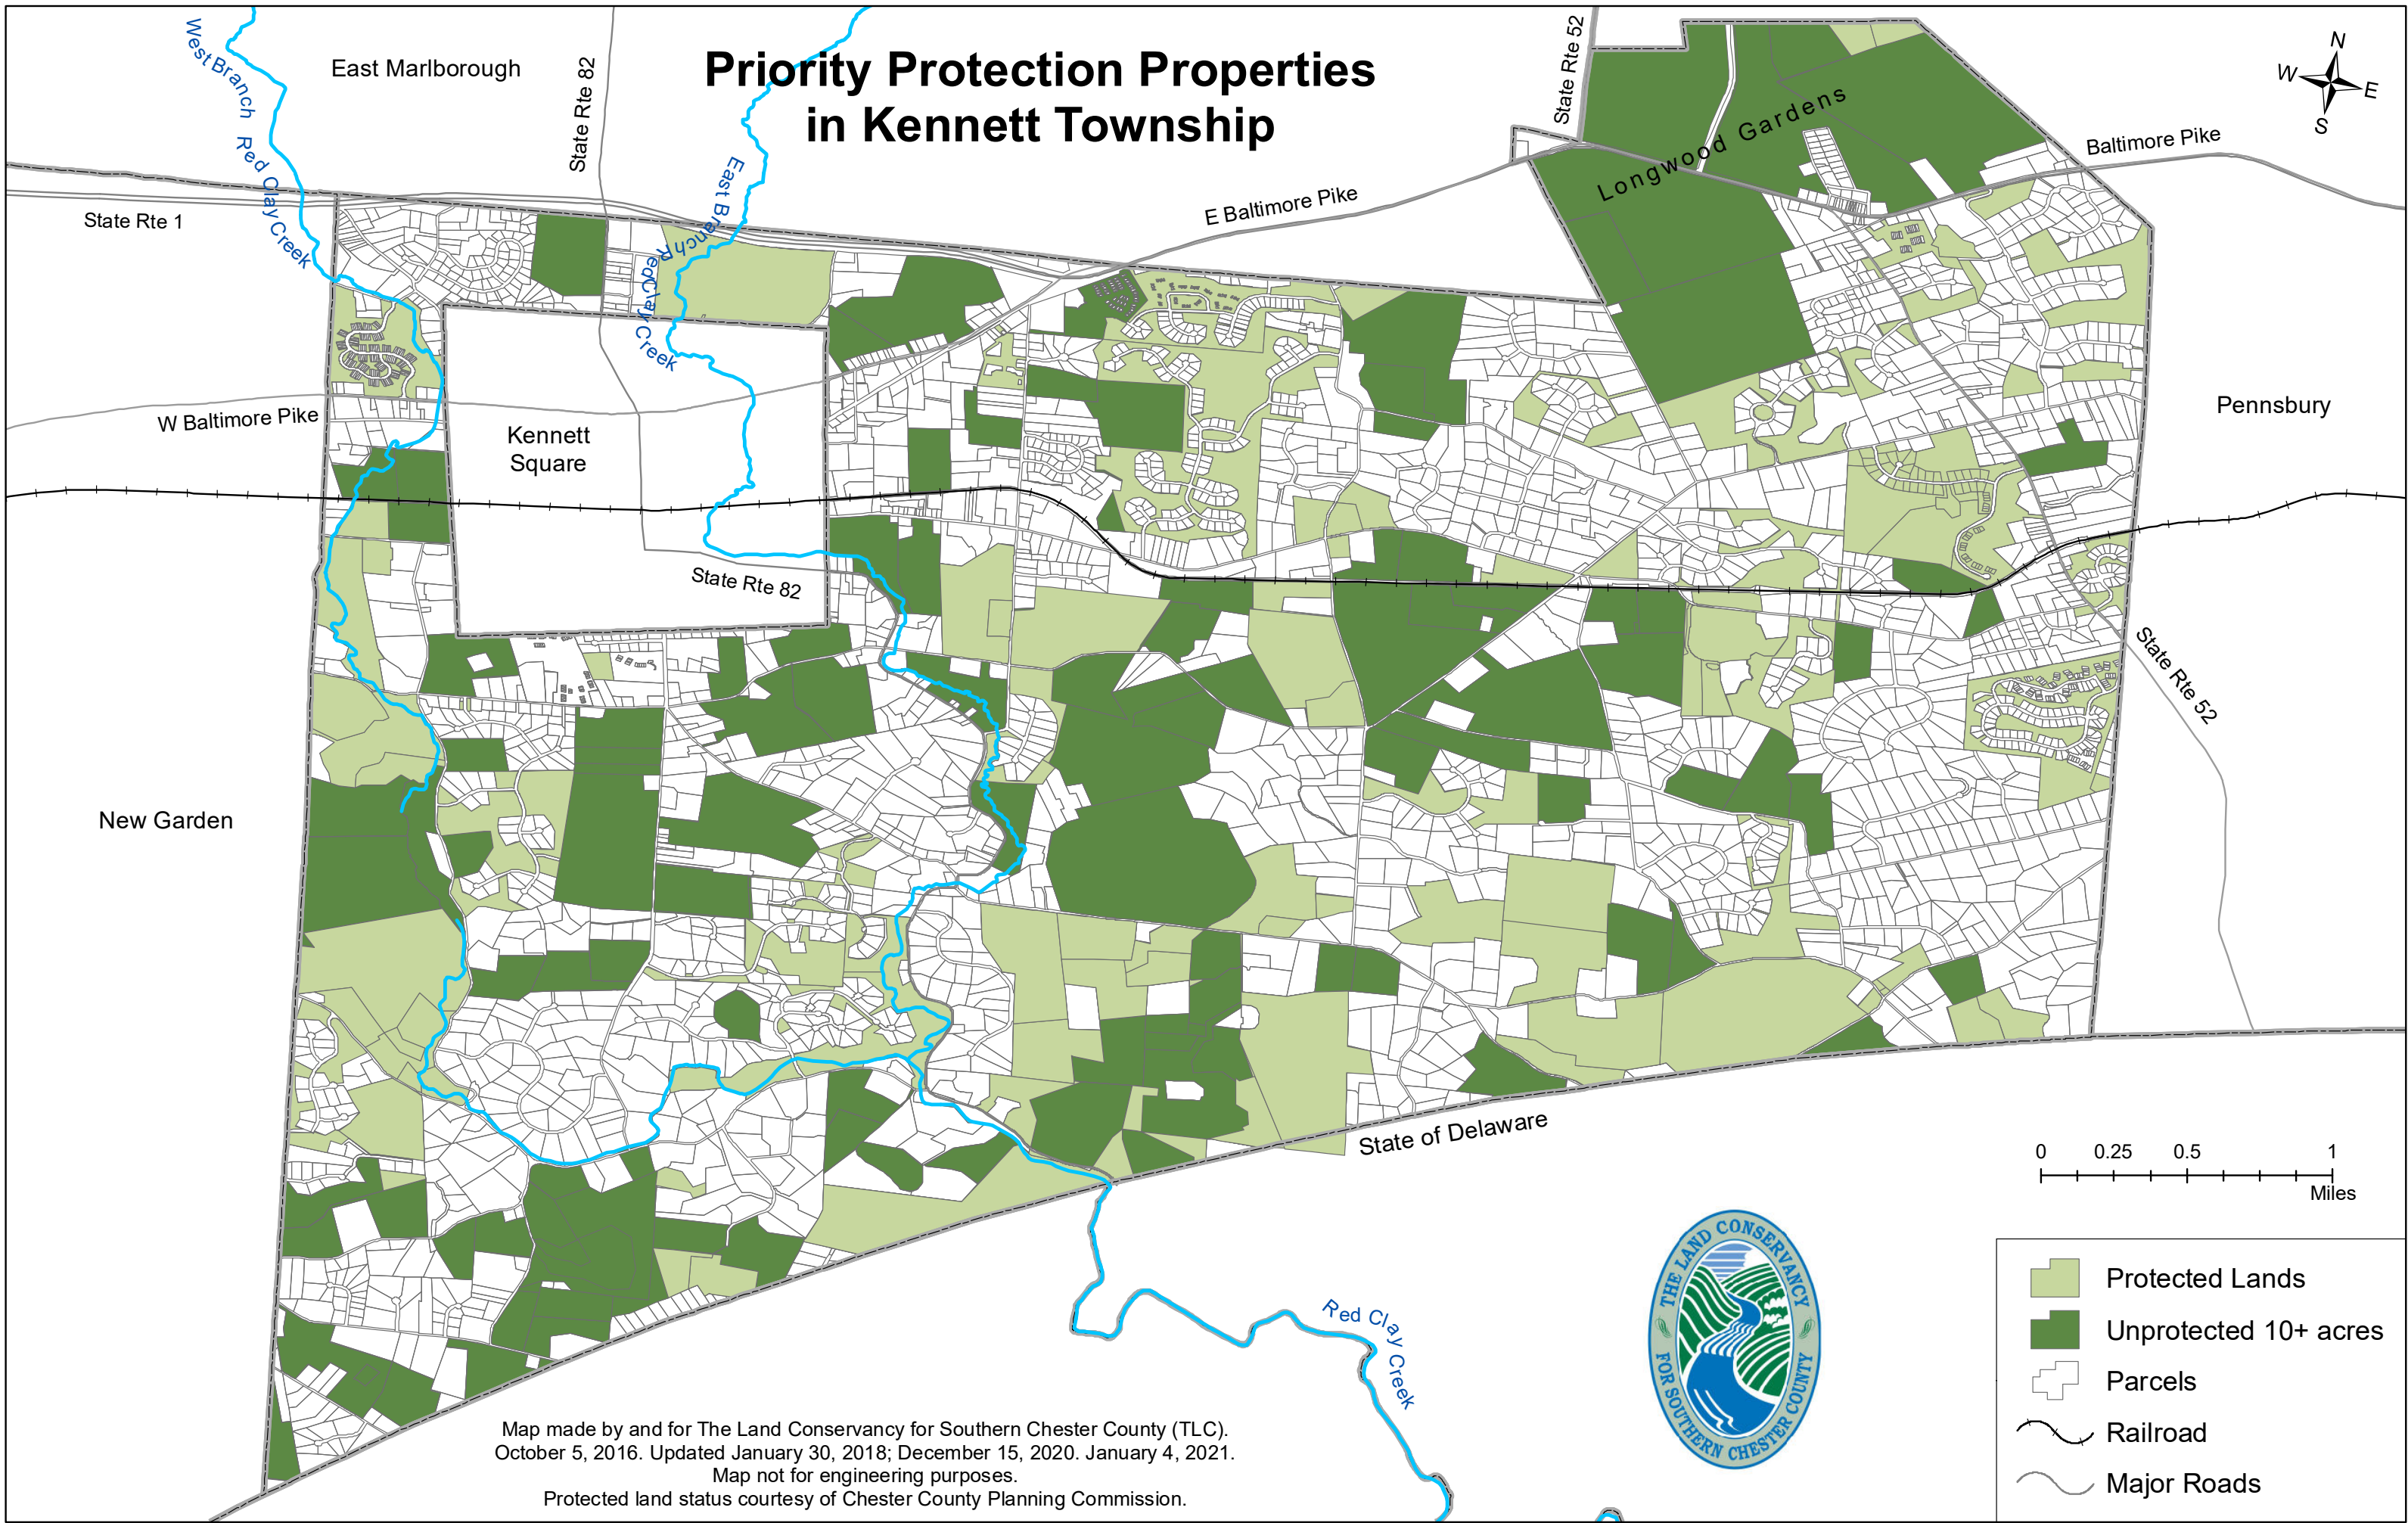 Priority Protection Properties
in Kennett Township
West Branch Red Clay Creek
East Marlborough
State Rte 82
East Branch Red Clay Creek
State Rte 52
N
W
E
S
Longwood Gardens
Baltimore Pike
E Baltimore Pike
State Rte 1
W Baltimore Pike
Kennett
Square
Pennsbury
State Rte 82
State Rte 52
New Garden
State of Delaware
Red Clay Creek
0 0.25 0.5 1
Miles
THE LAND CONSERVANCY
FOR SOUTHERN CHESTER COUNTY
Protected Lands
Unprotected 10+ acres
Parcels
Railroad
Major Roads
Map made by and for The Land Conservancy for Southern Chester County (TLC).
October 5, 2016. Updated January 30, 2018; December 15, 2020. January 4, 2021.
Map not for engineering purposes.
Protected land status courtesy of Chester County Planning Commission.